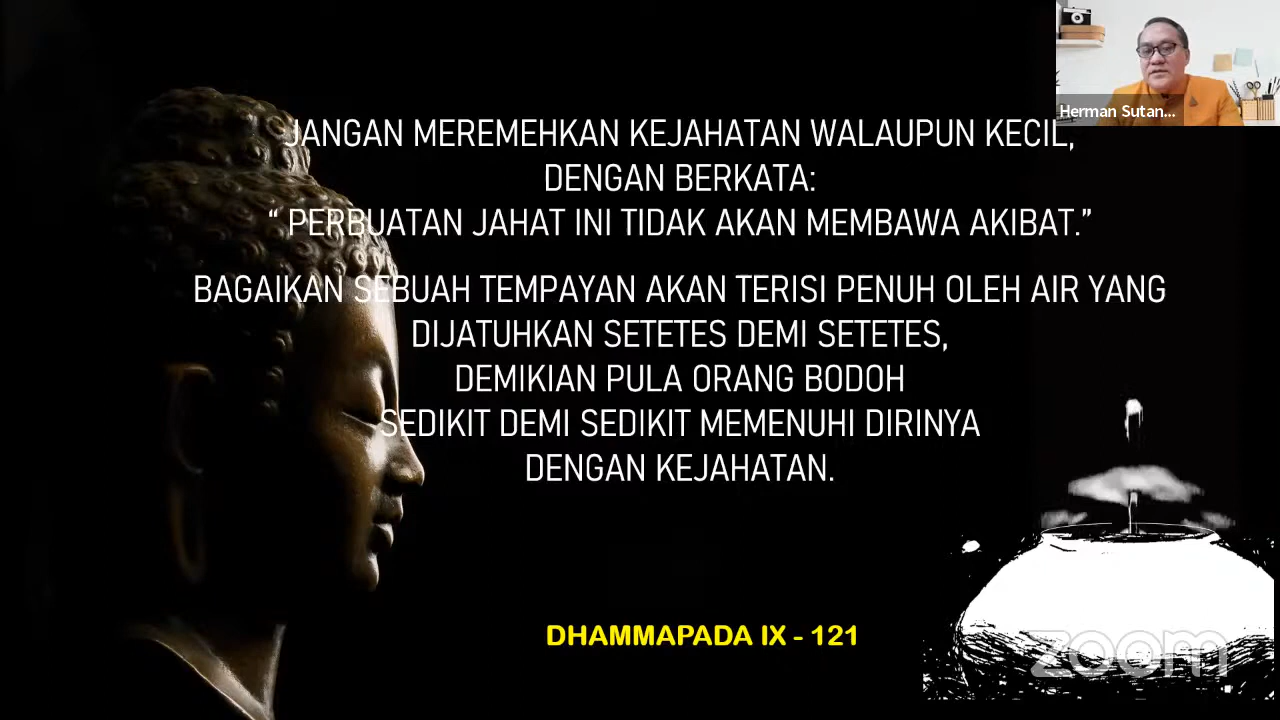 Herman Sutan...
JANGAN MEREMEHKAN KEJAHATAN WALAUPUN KECIL,
DENGAN BERKATA:
“ PERBUATAN JAHAT INI TIDAK AKAN MEMBAWA AKIBAT.”
BAGAIKAN SEBUAH TEMPAYAN AKAN TERISI PENUH OLEH AIR YANG
DIJATUHKAN SETETES DEMI SETETES,
DEMIKIAN PULA ORANG BODOH
SEDIKIT DEMI SEDIKIT MEMENUHI DIRINYA
DENGAN KEJAHATAN.
DHAMMAPADA IX - 121
zoom